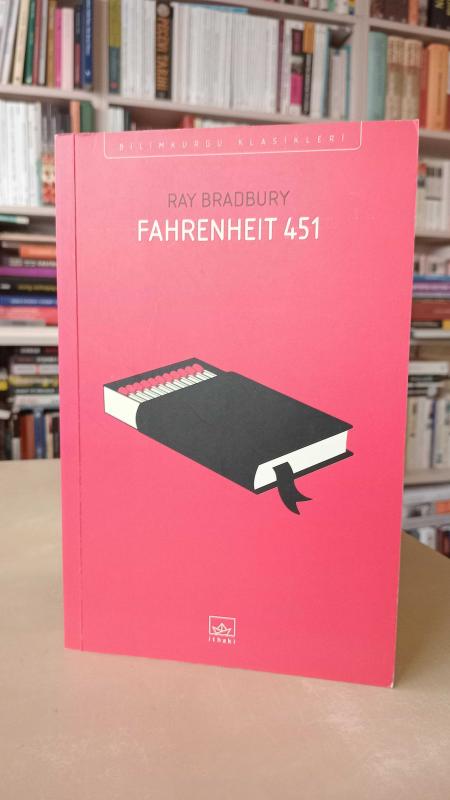 BİLİMKURGU KLASİKLERİ
RAY BRADBURY
FAHRENHEIT 451
ithaki